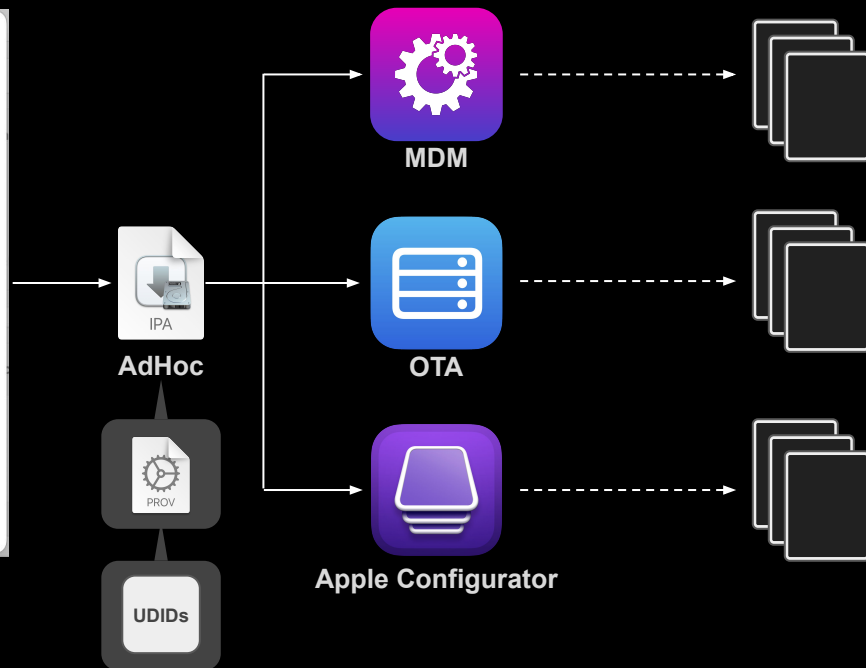 MDM
IPA
AdHoc
OTA
PROV
Apple Configurator
UDIDs